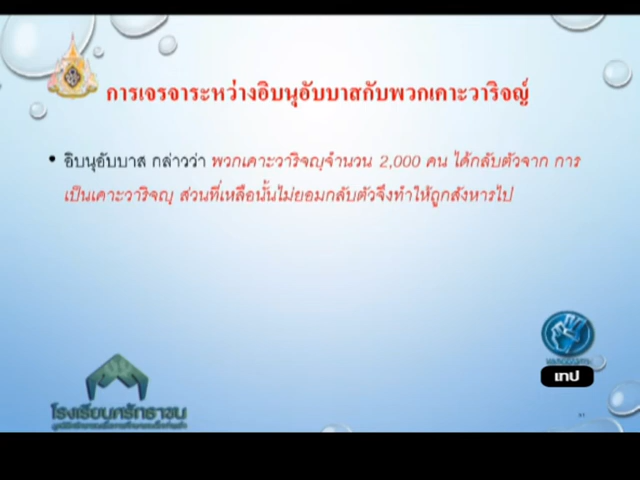 การเจรจาระหว่างอิบนุอับบาสกับพวกเคาะวาริจญ์
• อิบนุอับบาส กล่าวว่า พวกเคาะวาริจญฺจำนวน 2,000 คน ได้กลับตัวจาก การ
เป็นเคาะวาริจญฺ ส่วนที่เหลือนั้นไม่ยอมกลับตัวจึงทำให้ถูกสังหารไป
เทป
โรงเรียนศรัทธาชน